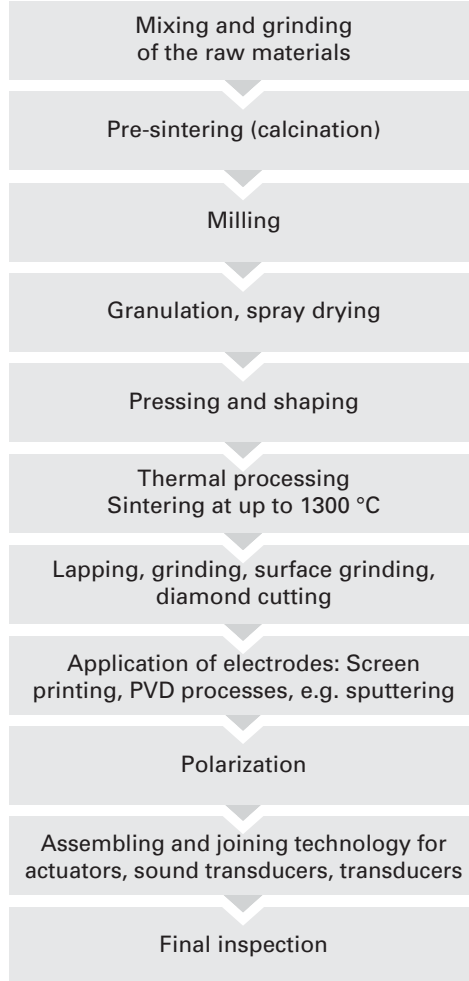 Mixing and grinding
of the raw materials
Pre-sintering (calcination)
Milling
Granulation, spray drying
Pressing and shaping
Thermal processing
Sintering at up to 1300 °C
Lapping, grinding, surface grinding,
diamond cutting
Application of electrodes: Screen
printing, PVD processes, e.g. sputtering
Polarization
Assembling and joining technology for
actuators, sound transducers, transducers
Final inspection